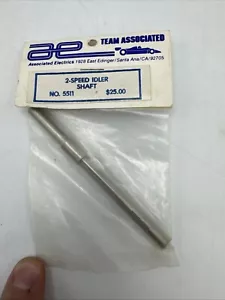 ae
TEAM ASSOCIATED
Associated Electrics 1928 East Edinger/Santa Ana/CA/92705
2-SPEED IDLER
SHAFT
NO. 5511 $25.00